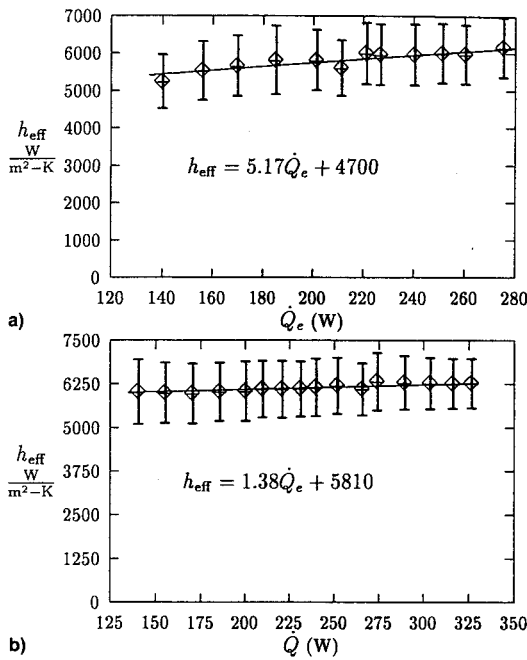 7000
6000
5000
4000
3000
2000
1000
0
h_eff
W
m²−K
h_eff = 5.17Q̇_e + 4700
120 140 160 180 200 220 240 260 280
a)
Q̇_e (W)
7500
6250
5000
3750
2500
1250
0
h_eff
W
m²−K
h_eff = 1.38Q̇_e + 5810
125 150 175 200 225 250 275 300 325 350
b)
Q̇ (W)